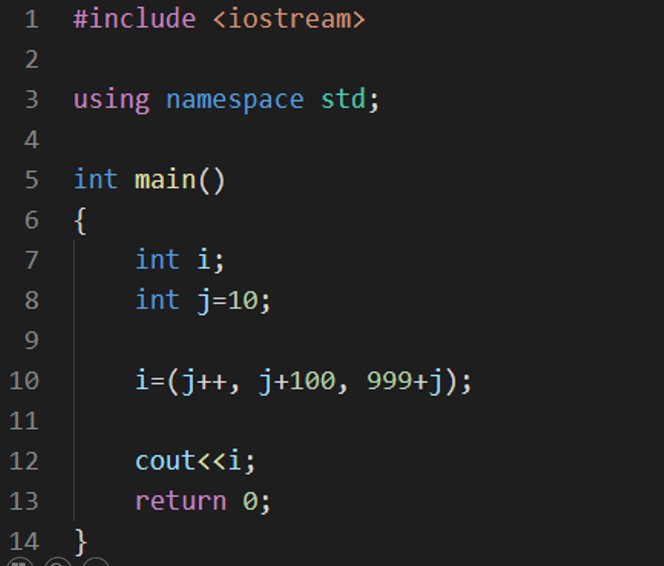 1 #include <iostream>
2
3 using namespace std;
4
5 int main()
6 {
7     int i;
8     int j=10;
9
10     i=(j++, j+100, 999+j);
11
12     cout<<i;
13     return 0;
14 }